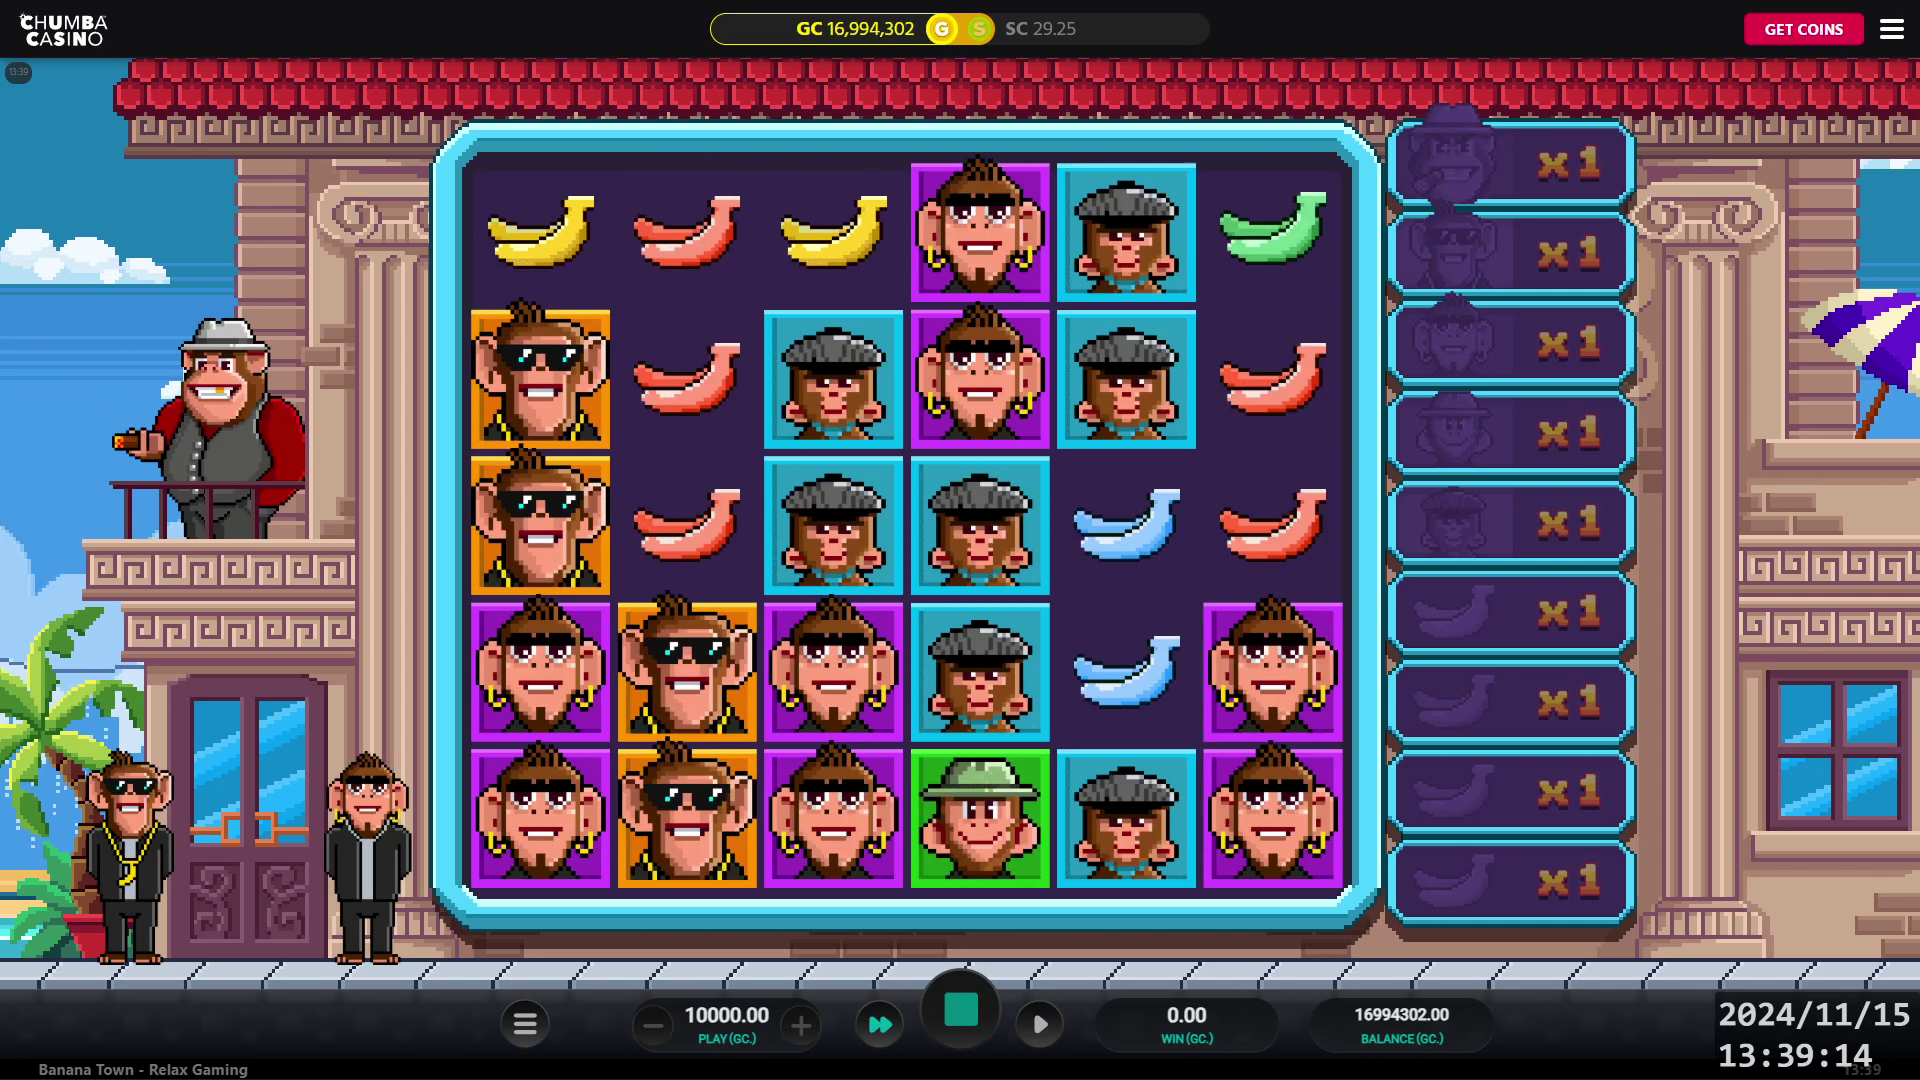 CHUMBA
CASINO
GC 16,994,302 G S SC 29.25
GET COINS
13:39
x1
x1
x1
x1
x1
x1
x1
x1
x1
10000.00
PLAY (GC.)
0.00
WIN (GC.)
16994302.00
BALANCE (GC.)
2024/11/15
13:39:14
13:39
Banana Town - Relax Gaming